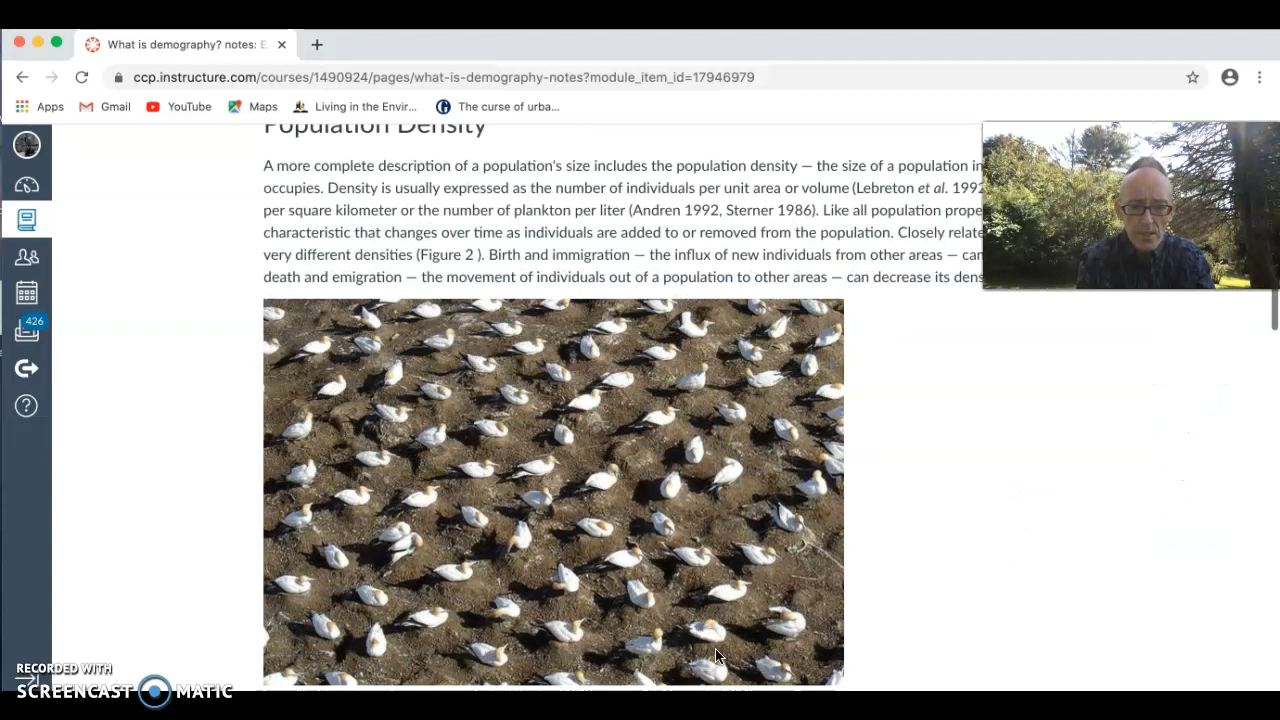 What is demography? notes: E
ccp.instructure.com/courses/1490924/pages/what-is-demography-notes?module_item_id=17946979
Apps Gmail YouTube Maps Living in the Envir... The curse of urba...
Population Density
A more complete description of a population's size includes the population density — the size of a population in
occupies. Density is usually expressed as the number of individuals per unit area or volume (Lebreton et al. 1992
per square kilometer or the number of plankton per liter (Andren 1992, Sterner 1986). Like all population prope
characteristic that changes over time as individuals are added to or removed from the population. Closely relate
very different densities (Figure 2 ). Birth and immigration — the influx of new individuals from other areas — can
death and emigration — the movement of individuals out of a population to other areas — can decrease its dens
426
RECORDED WITH
SCREENCAST MATIC